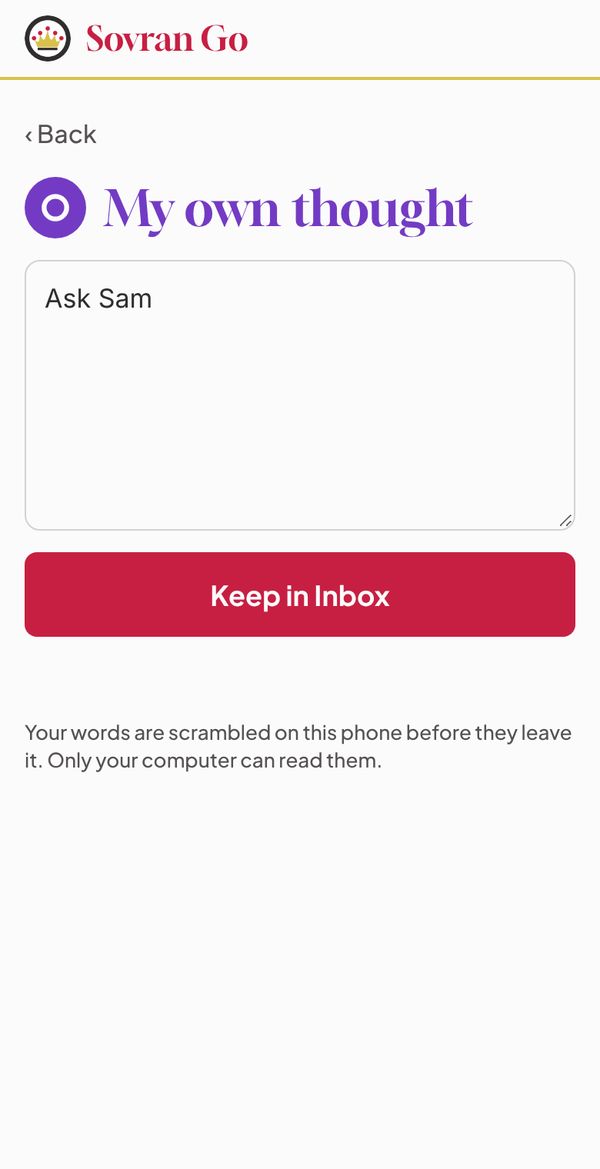 Sovran Go
‹ Back
My own thought
Ask Sam
Keep in Inbox
Your words are scrambled on this phone before they leave
it. Only your computer can read them.